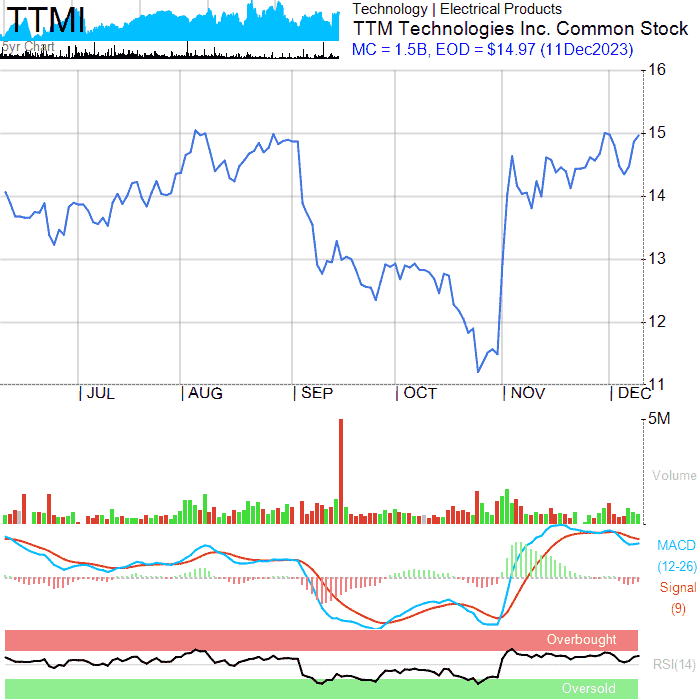 TTMI
5yr Chart
Technology | Electrical Products
TTM Technologies Inc. Common Stock
MC = 1.5B, EOD = $14.97 (11Dec2023)
16
15
14
13
12
11
JUL
AUG
SEP
OCT
NOV
DEC
5M
Volume
MACD
(12-26)
Signal
(9)
Overbought
RSI(14)
Oversold